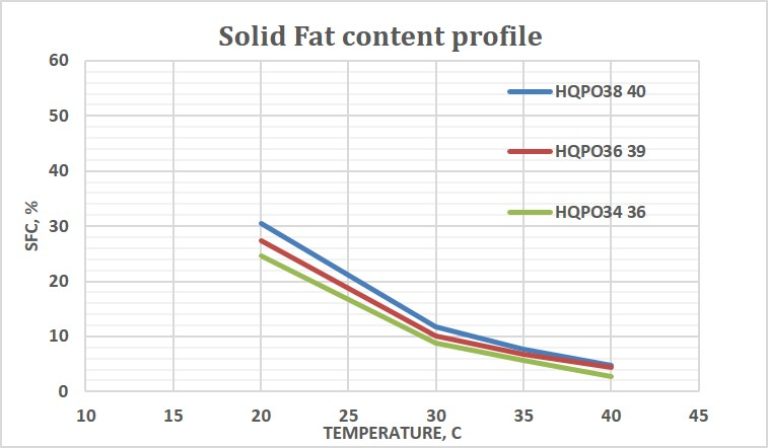 Solid Fat content profile
60
50
40
30
20
10
0
SFC, %
HQPO38 40
HQPO36 39
HQPO34 36
10 15 20 25 30 35 40 45
TEMPERATURE, C